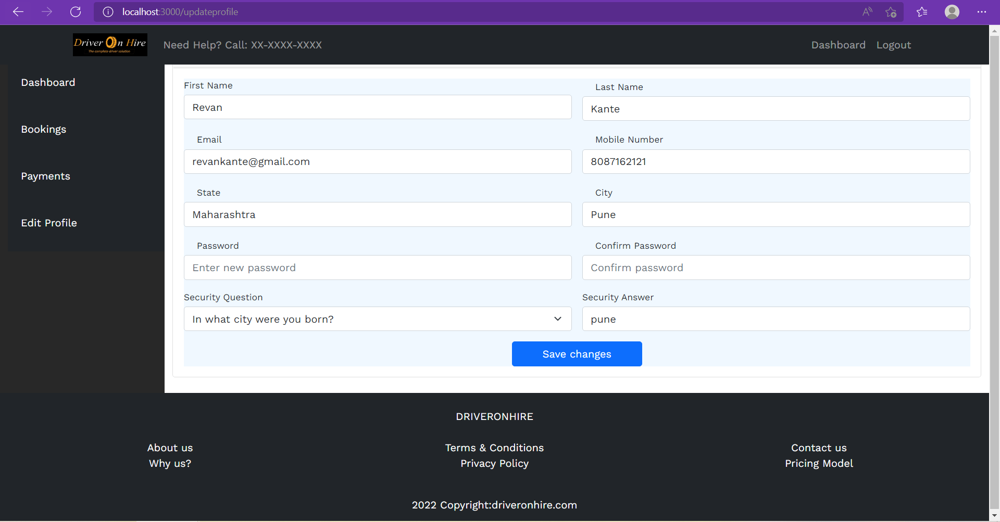 localhost:3000/updateprofile
Driver On Hire
The complete driver solution
Need Help? Call: XX-XXXX-XXXX
Dashboard
Logout
Dashboard
Bookings
Payments
Edit Profile
First Name
Last Name
Revan
Kante
Email
Mobile Number
revankante@gmail.com
8087162121
State
City
Maharashtra
Pune
Password
Confirm Password
Enter new password
Confirm password
Security Question
Security Answer
In what city were you born?
pune
Save changes
DRIVERONHIRE
About us
Terms & Conditions
Contact us
Why us?
Privacy Policy
Pricing Model
2022 Copyright:driveronhire.com